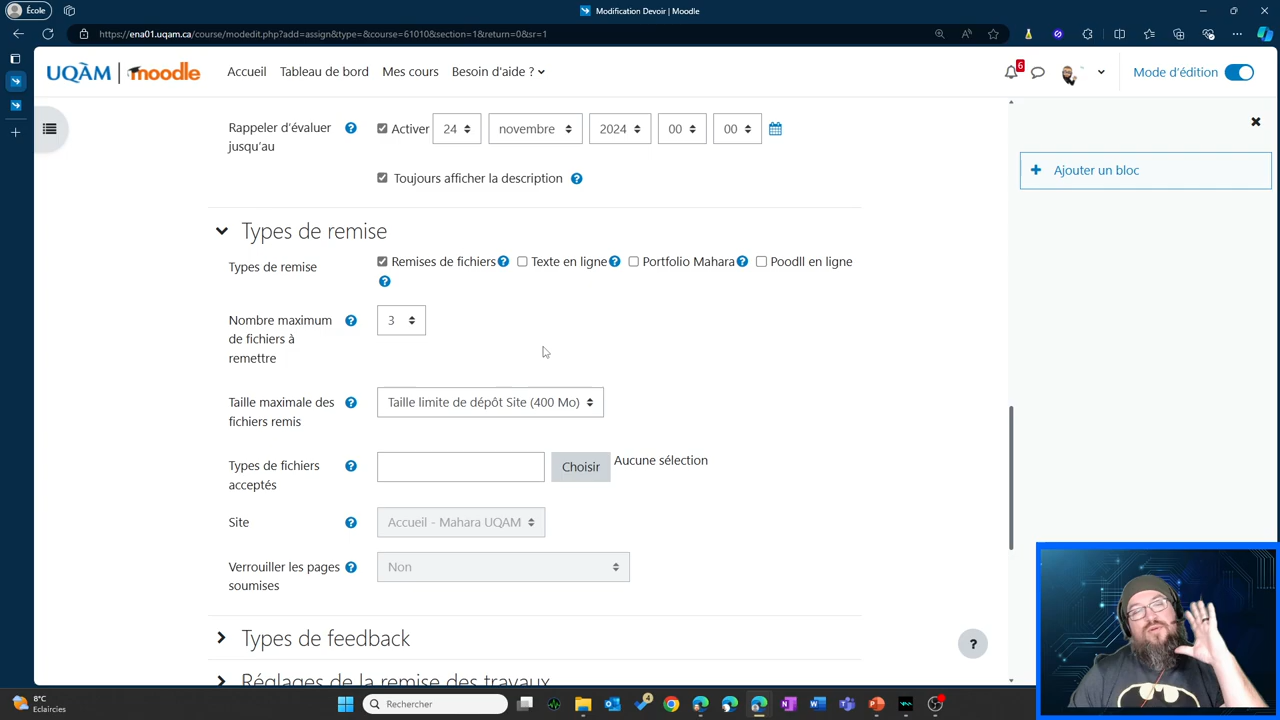 École
Modification Devoir | Moodle
https://ena01.uqam.ca/course/modedit.php?add=assign&type=&course=61010&section=1&return=0&sr=1
UQÀM | moodle
Accueil
Tableau de bord
Mes cours
Besoin d'aide ?
6
Mode d'édition
Rappeler d'évaluer
jusqu'au
Activer
24
novembre
2024
00
00
Toujours afficher la description
Ajouter un bloc
Types de remise
Types de remise
Remises de fichiers
Texte en ligne
Portfolio Mahara
Poodll en ligne
Nombre maximum
de fichiers à
remettre
3
Taille maximale des
fichiers remis
Taille limite de dépôt Site (400 Mo)
Types de fichiers
acceptés
Choisir
Aucune sélection
Site
Accueil - Mahara UQAM
Verrouiller les pages
soumises
Non
Types de feedback
?
Réglages de la remise des travaux
8°C
Eclaircies
Rechercher
4